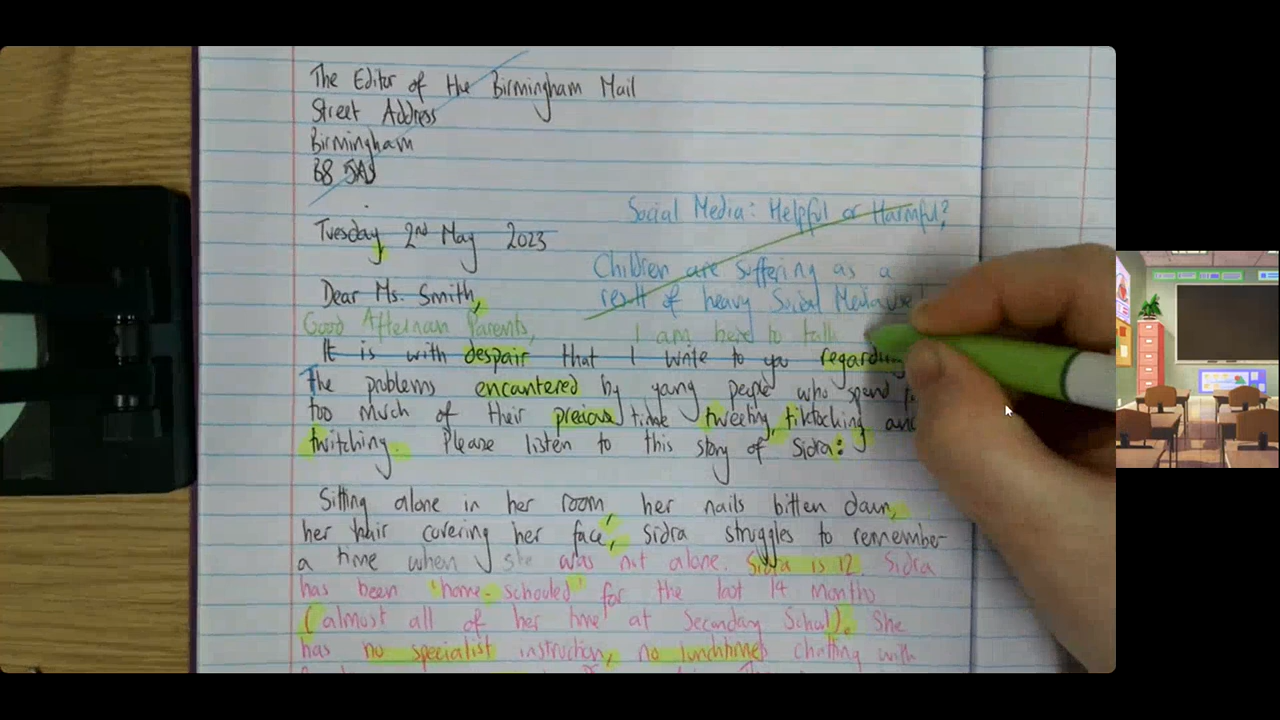 The Editor of the Birmingham Mail
Street Address
Birmingham
B8
Social Media: Helpful or Harmful?
Tuesday, 2nd May 2023
Children are suffering as a
result of heavy Social Media use!
Dear Ms. Smith,
Good Afternoon Parents, I am here to talk
It is with despair that I write to you regarding
The problems encantered by yang people who spend
too much of their precious time tweeting, tiktocking and
twitching. Please listen to this story of Sidra:
Sitting alone in her room, her nails bitten down,
her hair covering her face, Sidra struggles to remember
a time when she was not alone. Sidra is 12. Sidra
has been 'home-schooled' for the last 14 months
(almost all of her time at Secondary School). She
has no specialist instruction, no lunchtimes chatting with